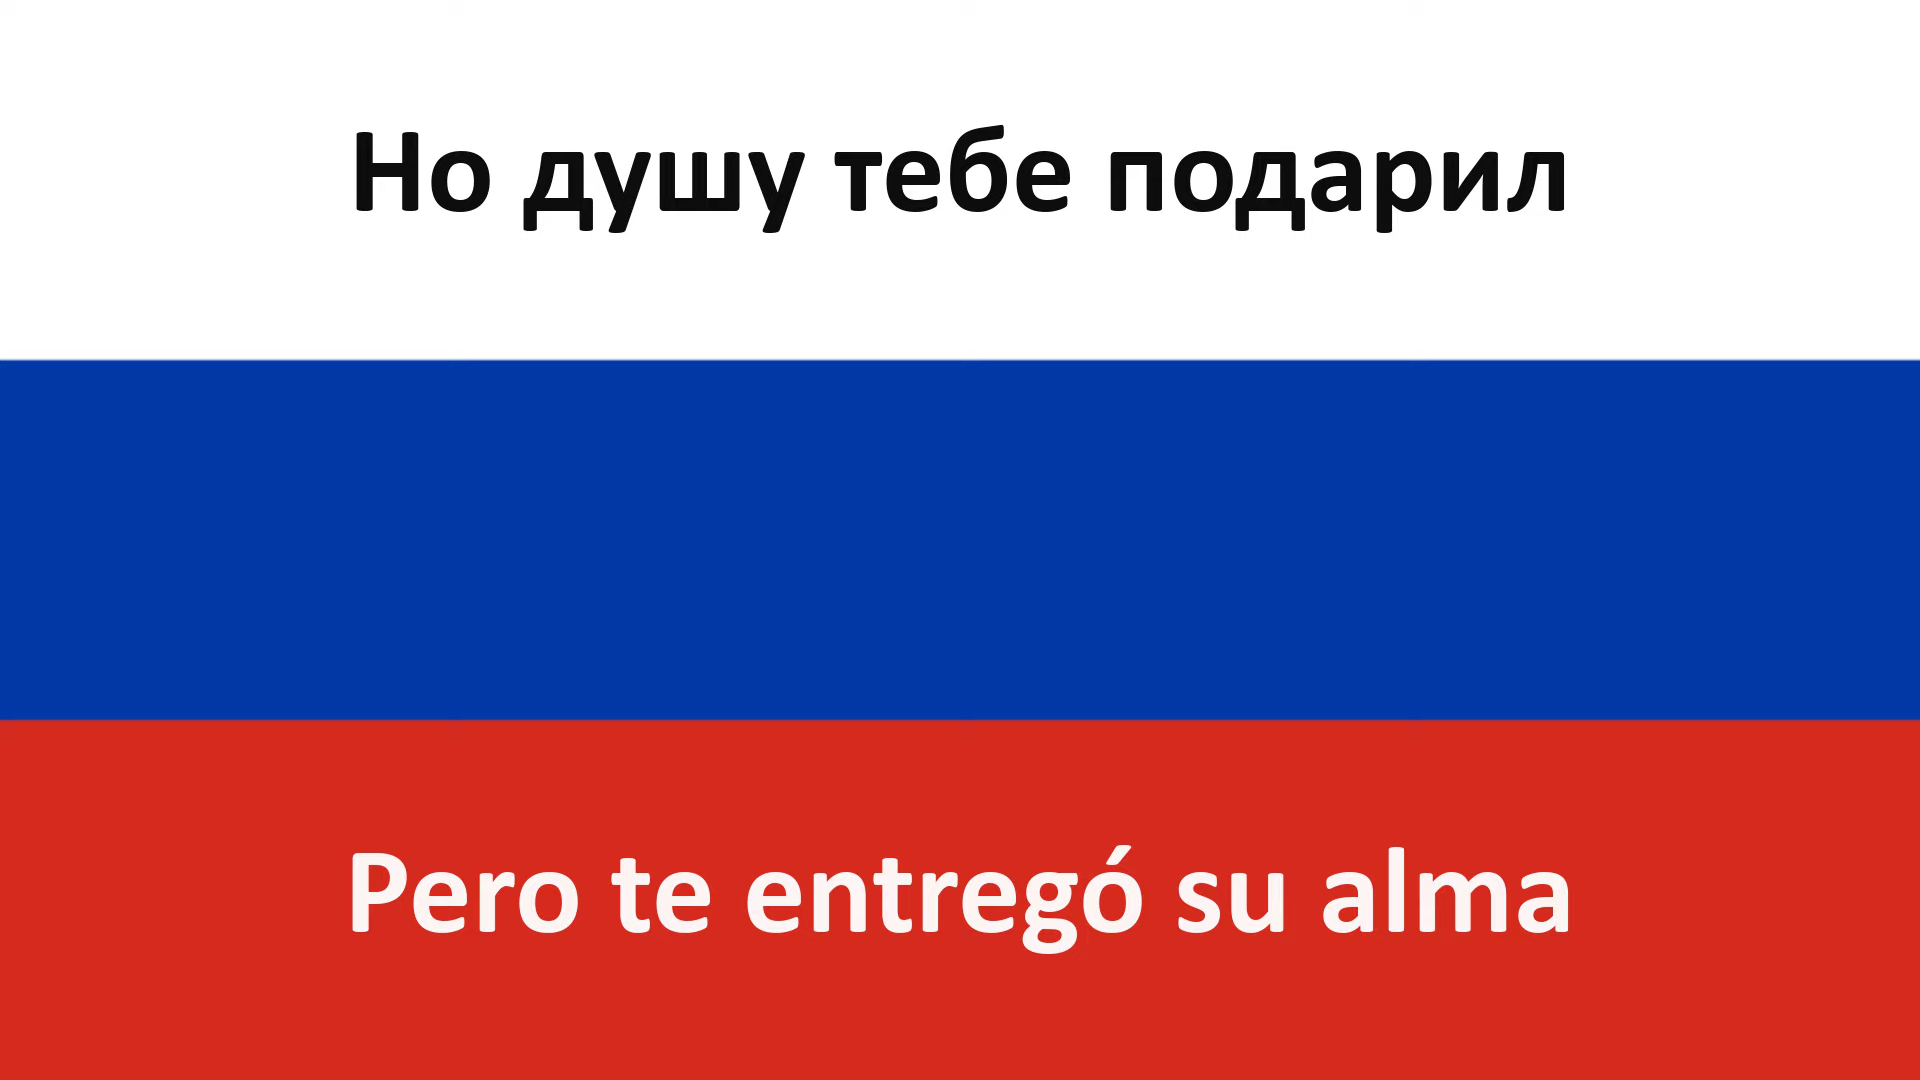 Но душу тебе подарил
Pero te entregó su alma